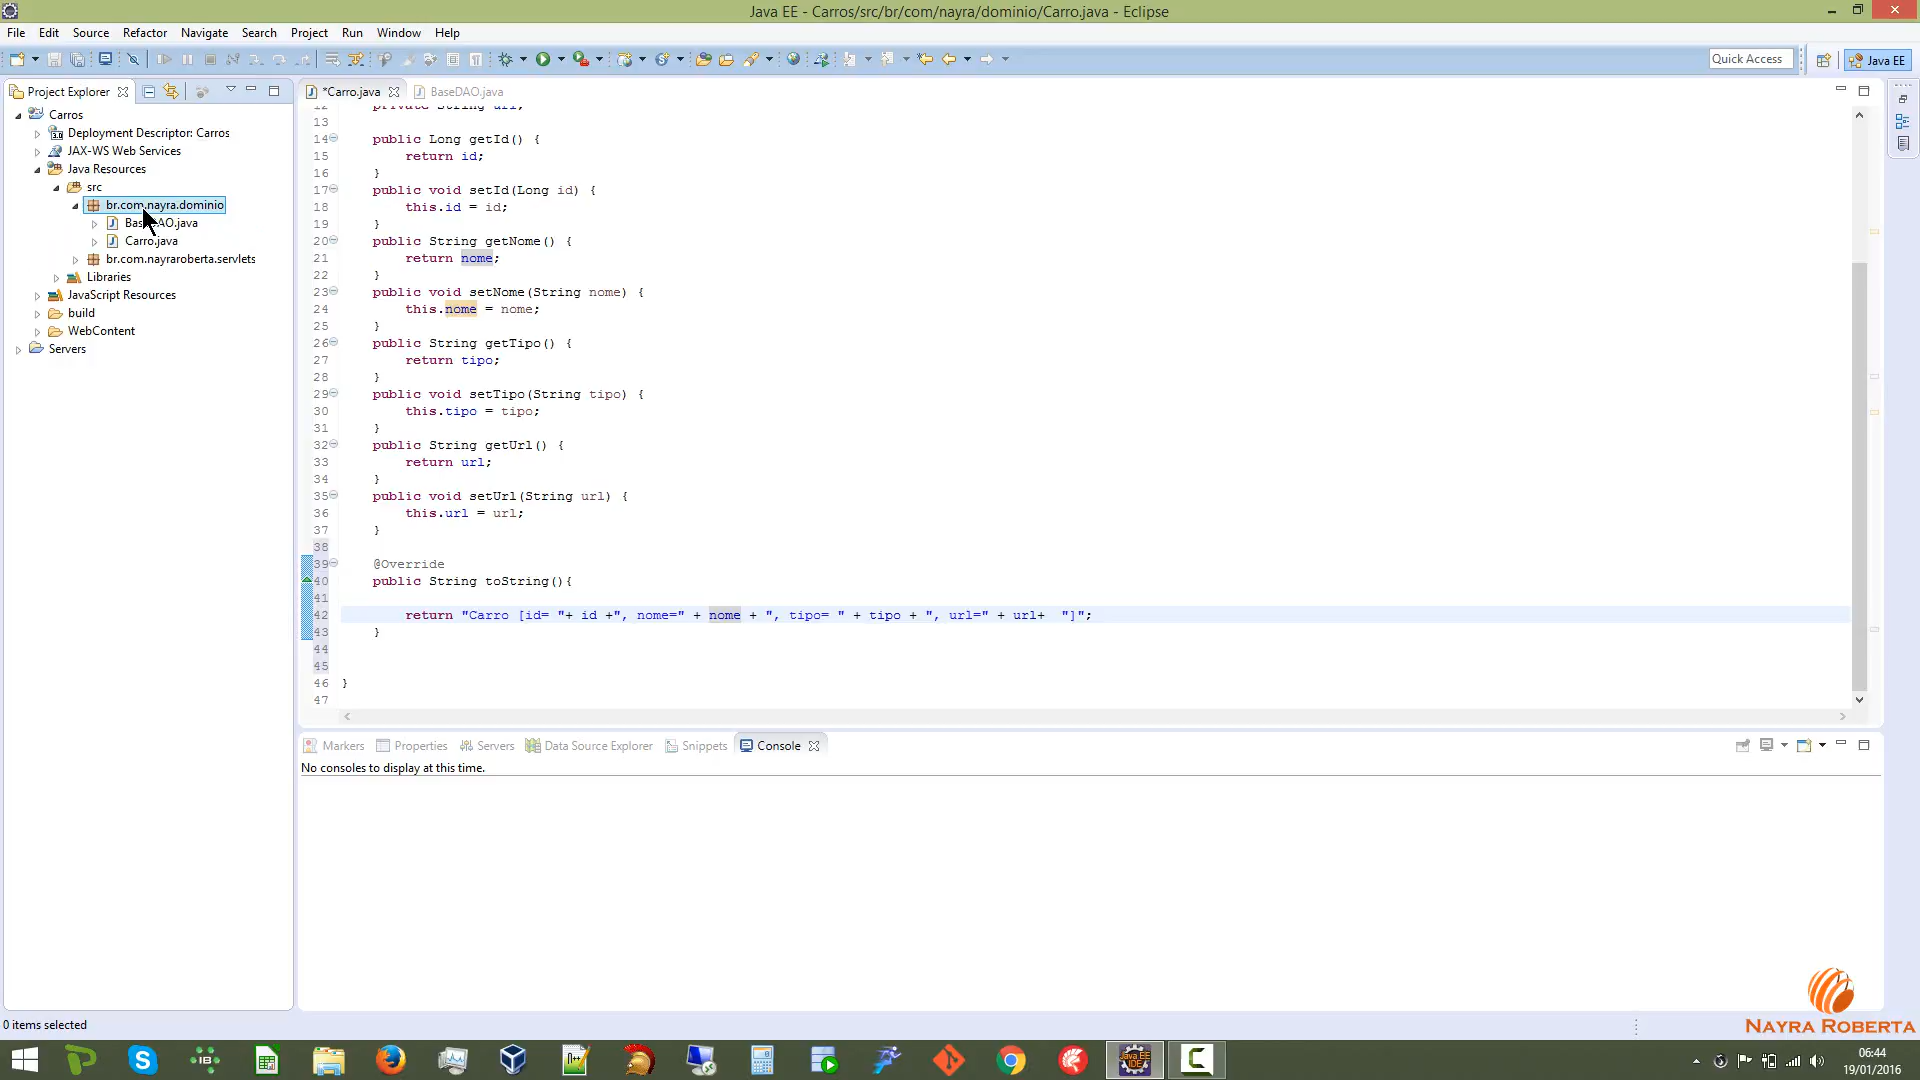 Java EE - Carros/src/br/com/nayra/dominio/Carro.java - Eclipse
File Edit Source Refactor Navigate Search Project Run Window Help
Quick Access
Java EE
Project Explorer
Carros
Deployment Descriptor: Carros
JAX-WS Web Services
Java Resources
src
br.com.nayra.dominio
Carro.java
br.com.nayraroberta.servlets
Libraries
JavaScript Resources
build
WebContent
Servers
*Carro.java BaseDAO.java
12 private String url;
13
14 public Long getId() {
15 return id;
16 }
17 public void setId(Long id) {
18 this.id = id;
19 }
20 public String getNome() {
21 return nome;
22 }
23 public void setNome(String nome) {
24 this.nome = nome;
25 }
26 public String getTipo() {
27 return tipo;
28 }
29 public void setTipo(String tipo) {
30 this.tipo = tipo;
31 }
32 public String getUrl() {
33 return url;
34 }
35 public void setUrl(String url) {
36 this.url = url;
37 }
38
39 @Override
40 public String toString(){
41
42 return "Carro [id= "+ id +", nome=" + nome + ", tipo= " + tipo + ", url=" + url+  "]";
43 }
44
45
46 }
47
Markers Properties Servers Data Source Explorer Snippets Console
No consoles to display at this time.
0 items selected
NAYRA ROBERTA
06:44
19/01/2016